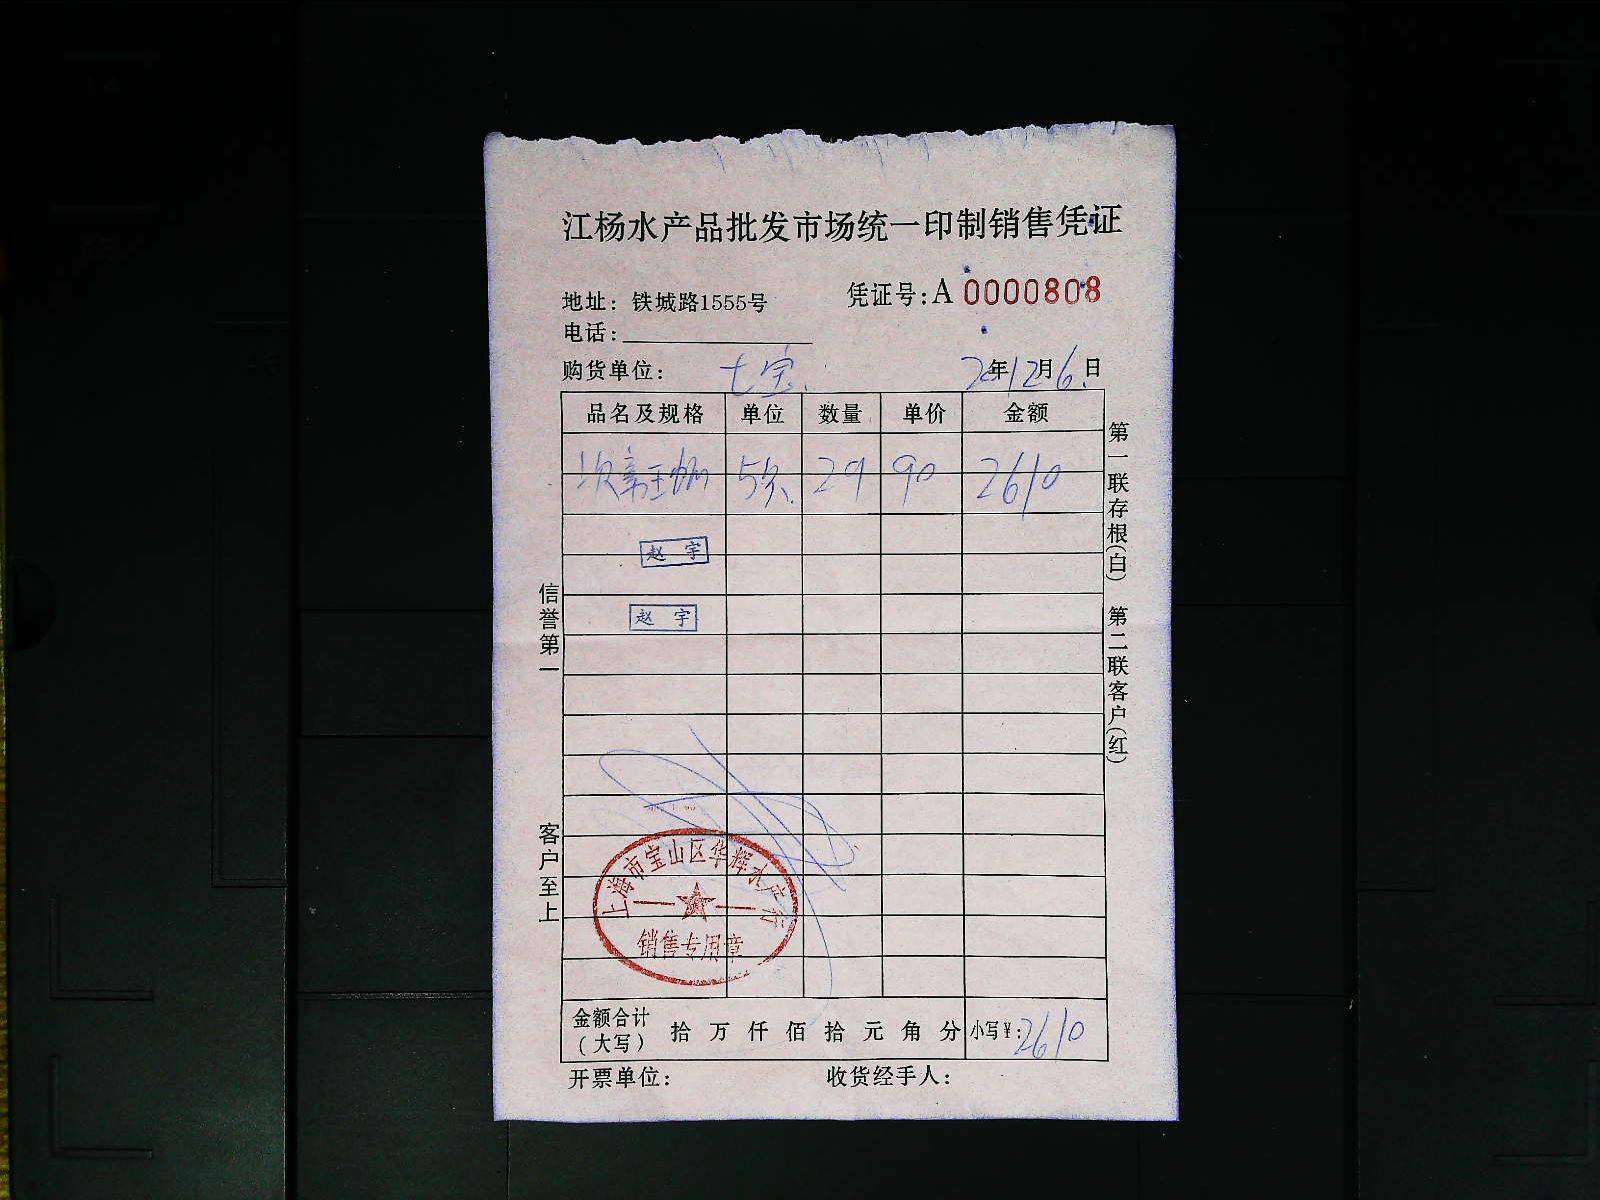 江杨水产品批发市场统一印制销售凭证
地址：铁城路1555号
凭证号：A 0000808
电话：
购货单位：七宝
20年12月6日
品名及规格 单位 数量 单价 金额
29 90 2610
赵 宇
赵 宇
信誉第一
客户至上
第一联存根(白) 第二联客户(红)
上海市宝山区华辉水产行
销售专用章
金额合计（大写） 拾 万 仟 佰 拾 元 角 分 小写¥：2610
开票单位： 收货经手人：